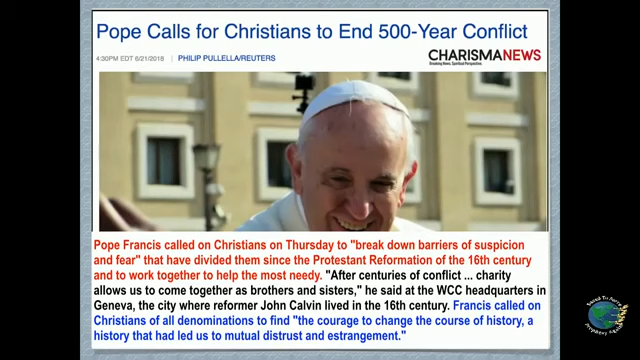 Pope Calls for Christians to End 500-Year Conflict
4:30PM EDT 6/21/2018 | PHILIP PULLELLA/REUTERS
CHARISMANEWS
Breaking News. Spiritual Perspective.
Pope Francis called on Christians on Thursday to "break down barriers of suspicion
and fear" that have divided them since the Protestant Reformation of the 16th century
and to work together to help the most needy. "After centuries of conflict ... charity
allows us to come together as brothers and sisters," he said at the WCC headquarters in
Geneva, the city where reformer John Calvin lived in the 16th century. Francis called on
Christians of all denominations to find "the courage to change the course of history, a
history that had led us to mutual distrust and estrangement."